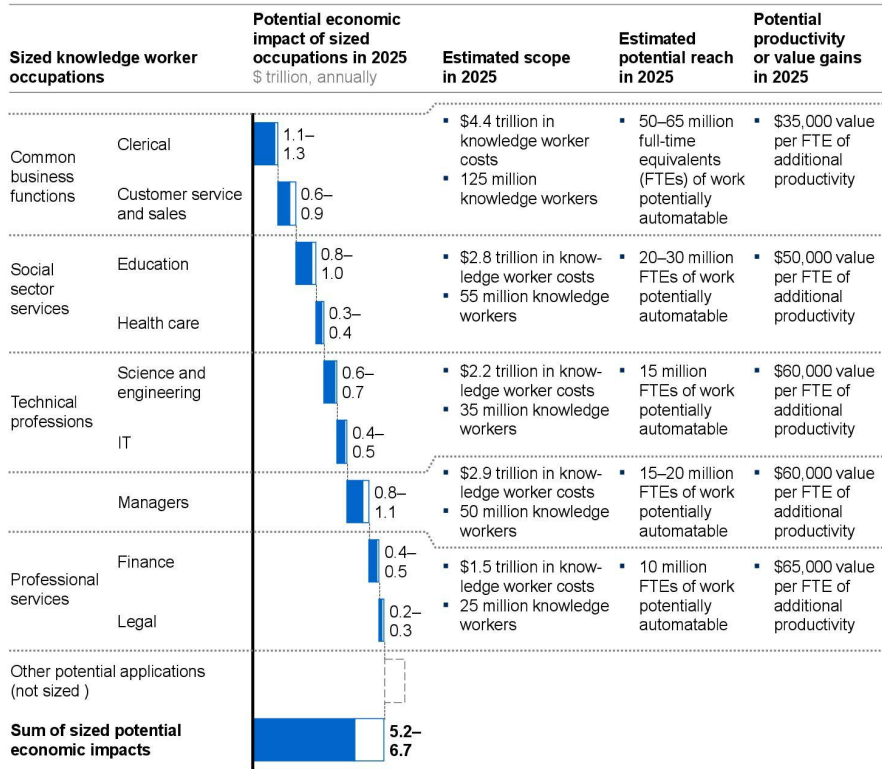 Sized knowledge worker
occupations
Potential economic
impact of sized
occupations in 2025
$ trillion, annually
Estimated scope
in 2025
Estimated
potential reach
in 2025
Potential
productivity
or value gains
in 2025
Common
business
functions
Clerical
1.1–
1.3
Customer service
and sales
0.6–
0.9
▪ $4.4 trillion in
knowledge worker
costs
▪ 125 million
knowledge workers
▪ 50–65 million
full-time
equivalents
(FTEs) of work
potentially
automatable
▪ $35,000 value
per FTE of
additional
productivity
Social
sector
services
Education
0.8–
1.0
Health care
0.3–
0.4
▪ $2.8 trillion in know-
ledge worker costs
▪ 55 million knowledge
workers
▪ 20–30 million
FTEs of work
potentially
automatable
▪ $50,000 value
per FTE of
additional
productivity
Technical
professions
Science and
engineering
0.6–
0.7
IT
0.4–
0.5
▪ $2.2 trillion in know-
ledge worker costs
▪ 35 million knowledge
workers
▪ 15 million
FTEs of work
potentially
automatable
▪ $60,000 value
per FTE of
additional
productivity
Managers
0.8–
1.1
▪ $2.9 trillion in know-
ledge worker costs
▪ 50 million knowledge
workers
▪ 15–20 million
FTEs of work
potentially
automatable
▪ $60,000 value
per FTE of
additional
productivity
Professional
services
Finance
0.4–
0.5
Legal
0.2–
0.3
▪ $1.5 trillion in know-
ledge worker costs
▪ 25 million knowledge
workers
▪ 10 million
FTEs of work
potentially
automatable
▪ $65,000 value
per FTE of
additional
productivity
Other potential applications
(not sized )
Sum of sized potential
economic impacts
5.2–
6.7